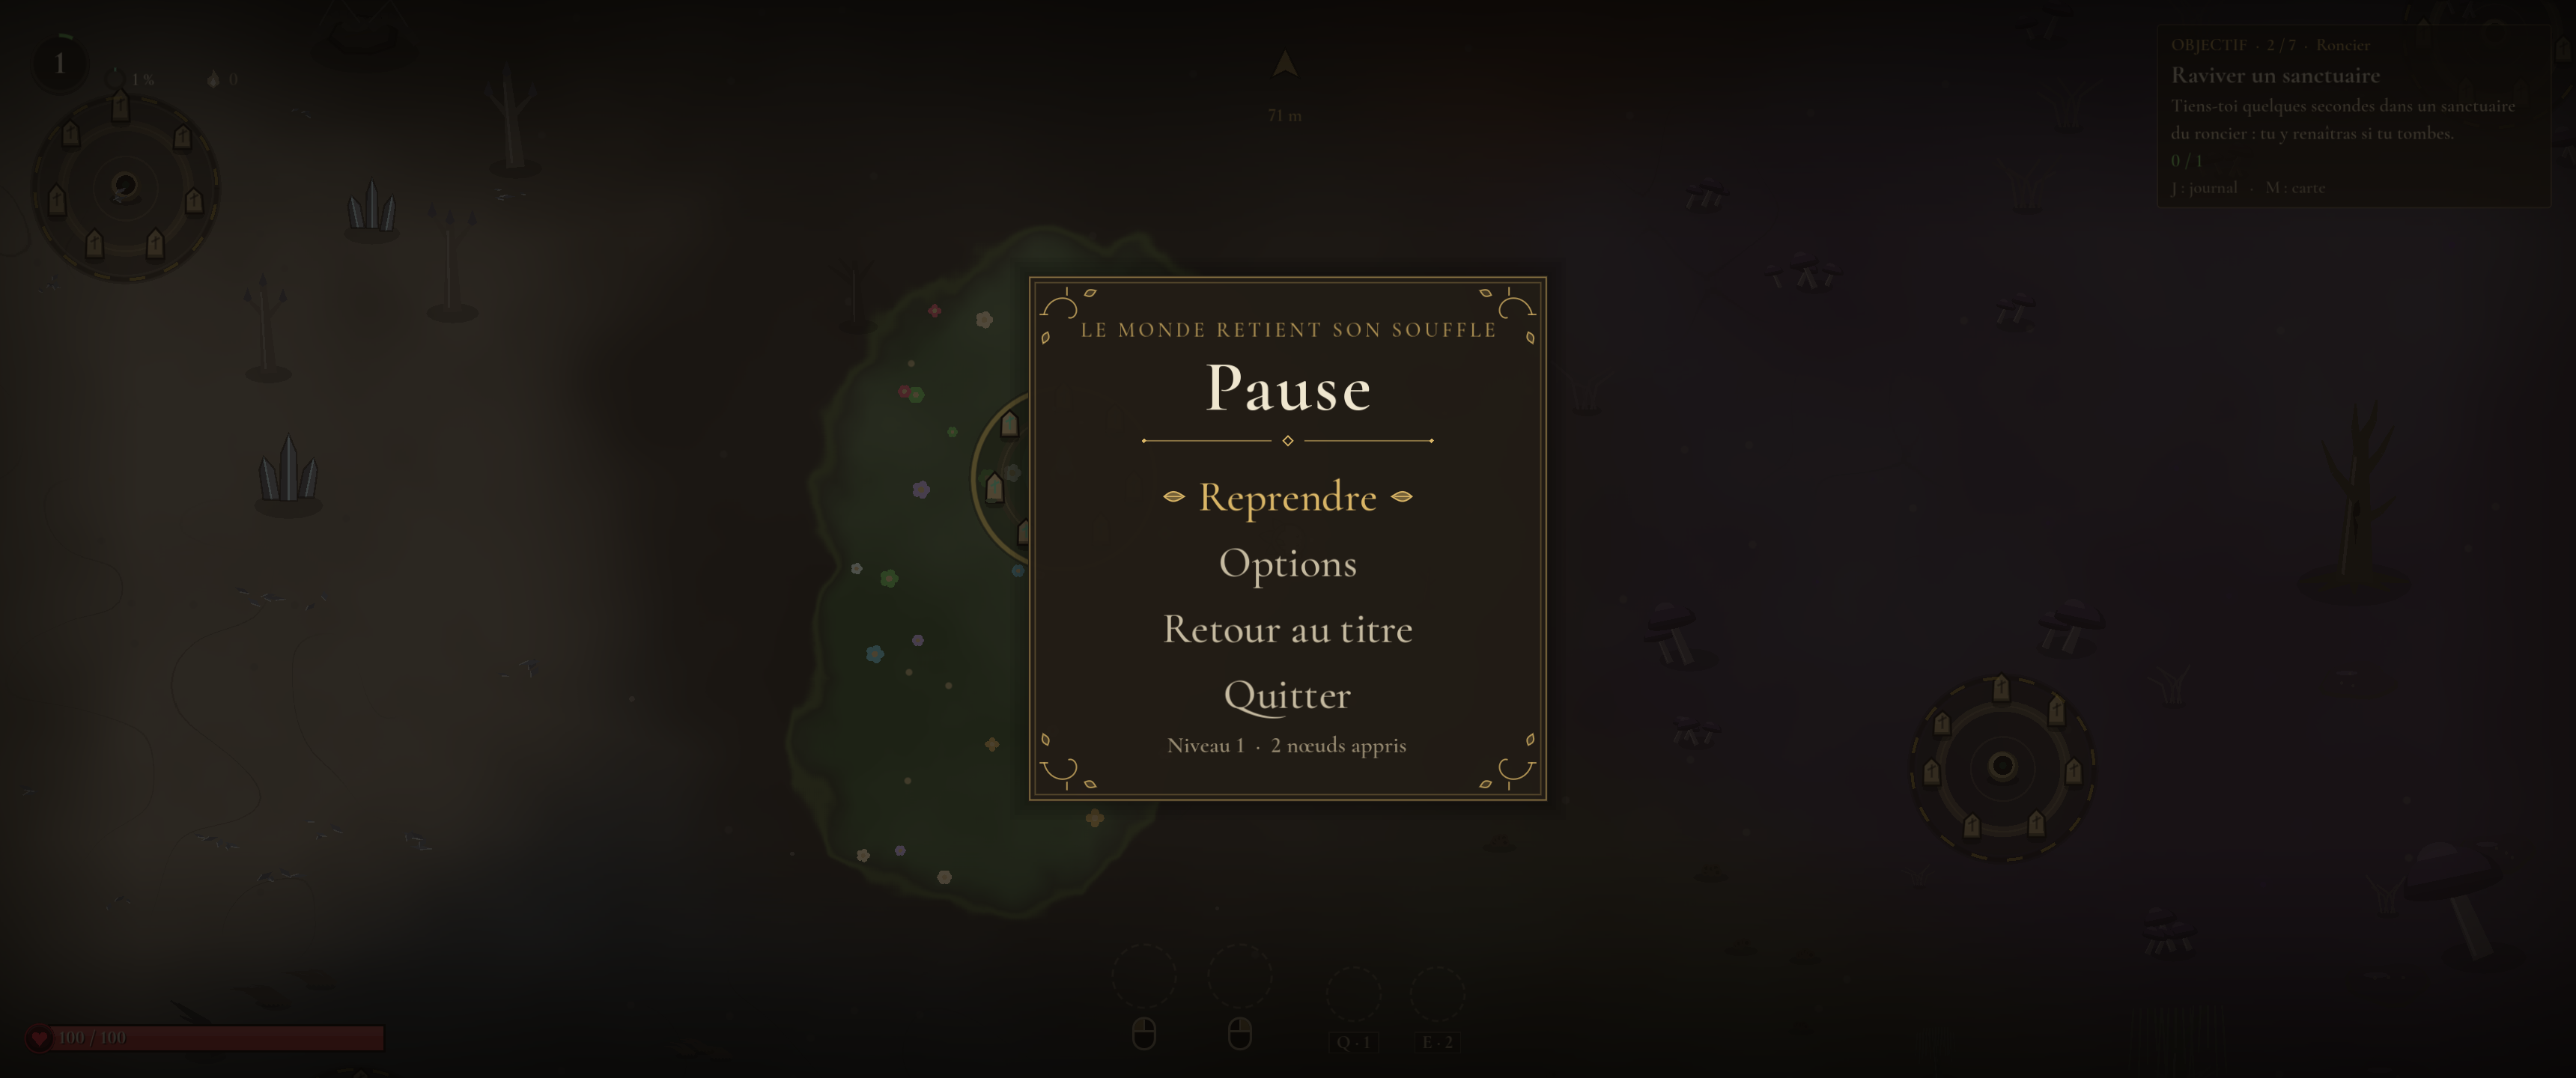 1
1 %
0
71 m
OBJECTIF · 2 / 7 · Roncier
Raviver un sanctuaire
Tiens-toi quelques secondes dans un sanctuaire
du roncier : tu y renaîtras si tu tombes.
0 / 1
J : journal · M : carte
LE MONDE RETIENT SON SOUFFLE
Pause
Reprendre
Options
Retour au titre
Quitter
Niveau 1 · 2 nœuds appris
100 / 100
Q · 1
E · 2